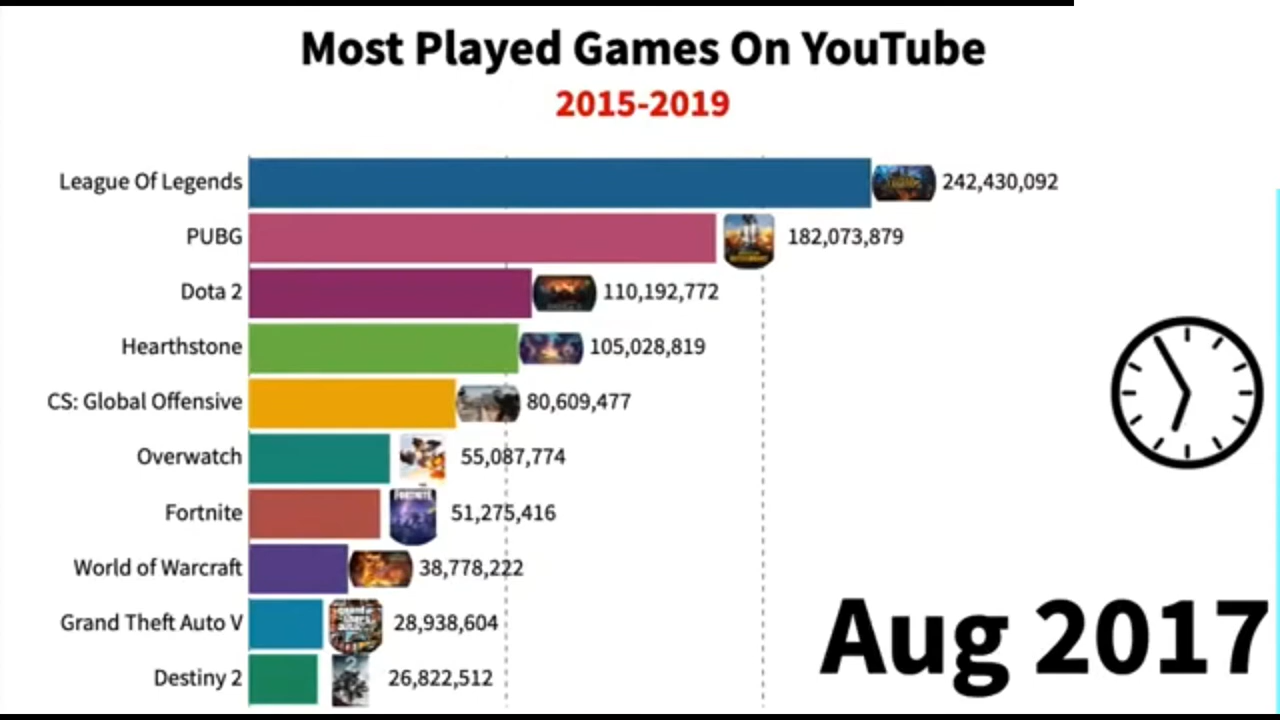 Most Played Games On YouTube
2015-2019
League Of Legends 242,430,092
PUBG 182,073,879
Dota 2 110,192,772
Hearthstone 105,028,819
CS: Global Offensive 80,609,477
Overwatch 55,087,774
Fortnite FORTNITE 51,275,416
World of Warcraft 38,778,222
Grand Theft Auto V 28,938,604
Destiny 2 2 26,822,512
Aug 2017